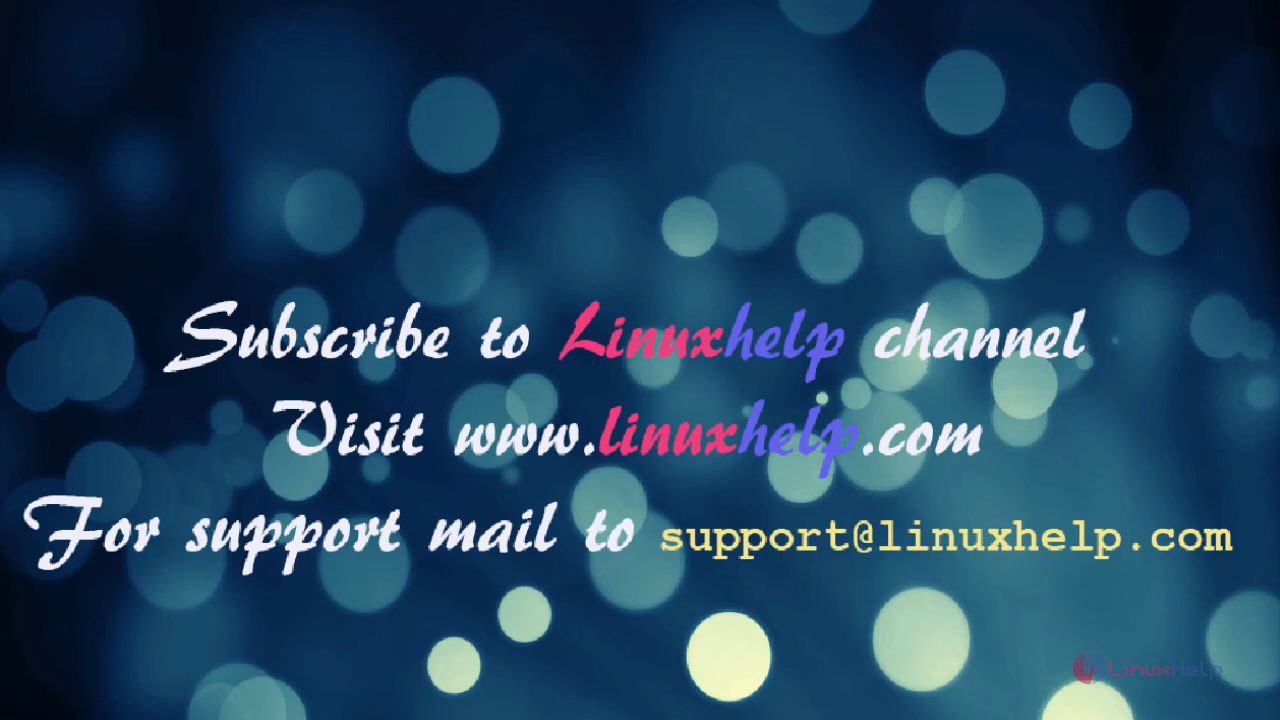 Subscribe to Linuxhelp channel
Visit www.linuxhelp.com
For support mail to support@linuxhelp.com
LinuxHelp